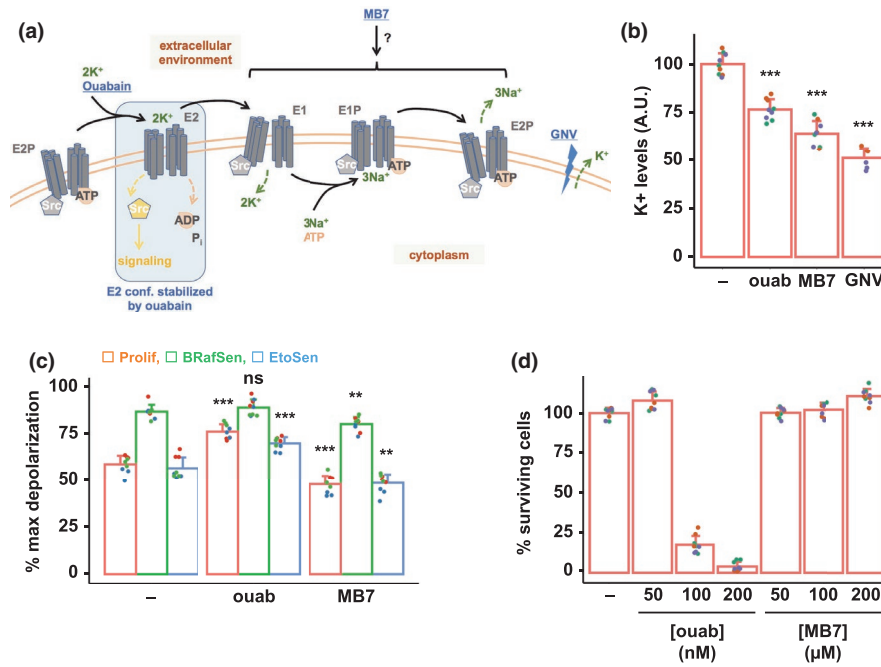 (a)
MB7
?
extracellular
environment
2K⁺
Ouabain
2K⁺
E2
E1
E1P
3Na⁺
E2P
E2P
GNV
K⁺
Src
ATP
Src
ADP
Pᵢ
signaling
Src
2K⁺
Src
3Na⁺
ATP
3Na⁺
ATP
Src
ATP
cytoplasm
E2 conf. stabilized
by ouabain
(b)
K+ levels (A.U.)
100
75
50
0
***
***
***
–
ouab
MB7
GNV
(c)
Prolif, BRafSen, EtoSen
% max depolarization
100
75
50
0
***
ns
***
***
**
**
–
ouab
MB7
(d)
% surviving cells
100
75
50
25
0
– 50 100 200 50 100 200
[ouab]
(nM)
[MB7]
(µM)